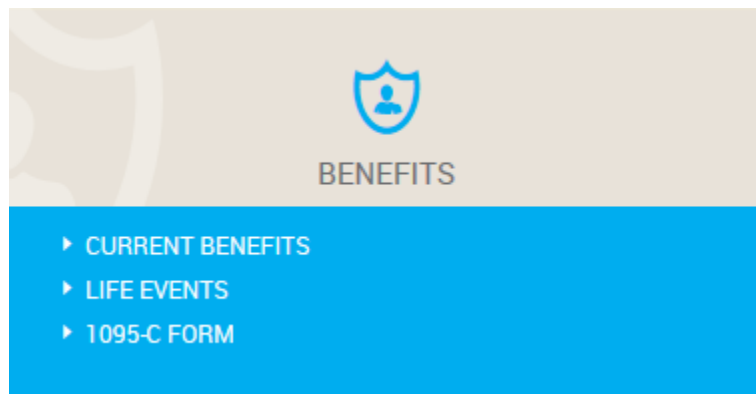 BENEFITS
CURRENT BENEFITS
LIFE EVENTS
1095-C FORM